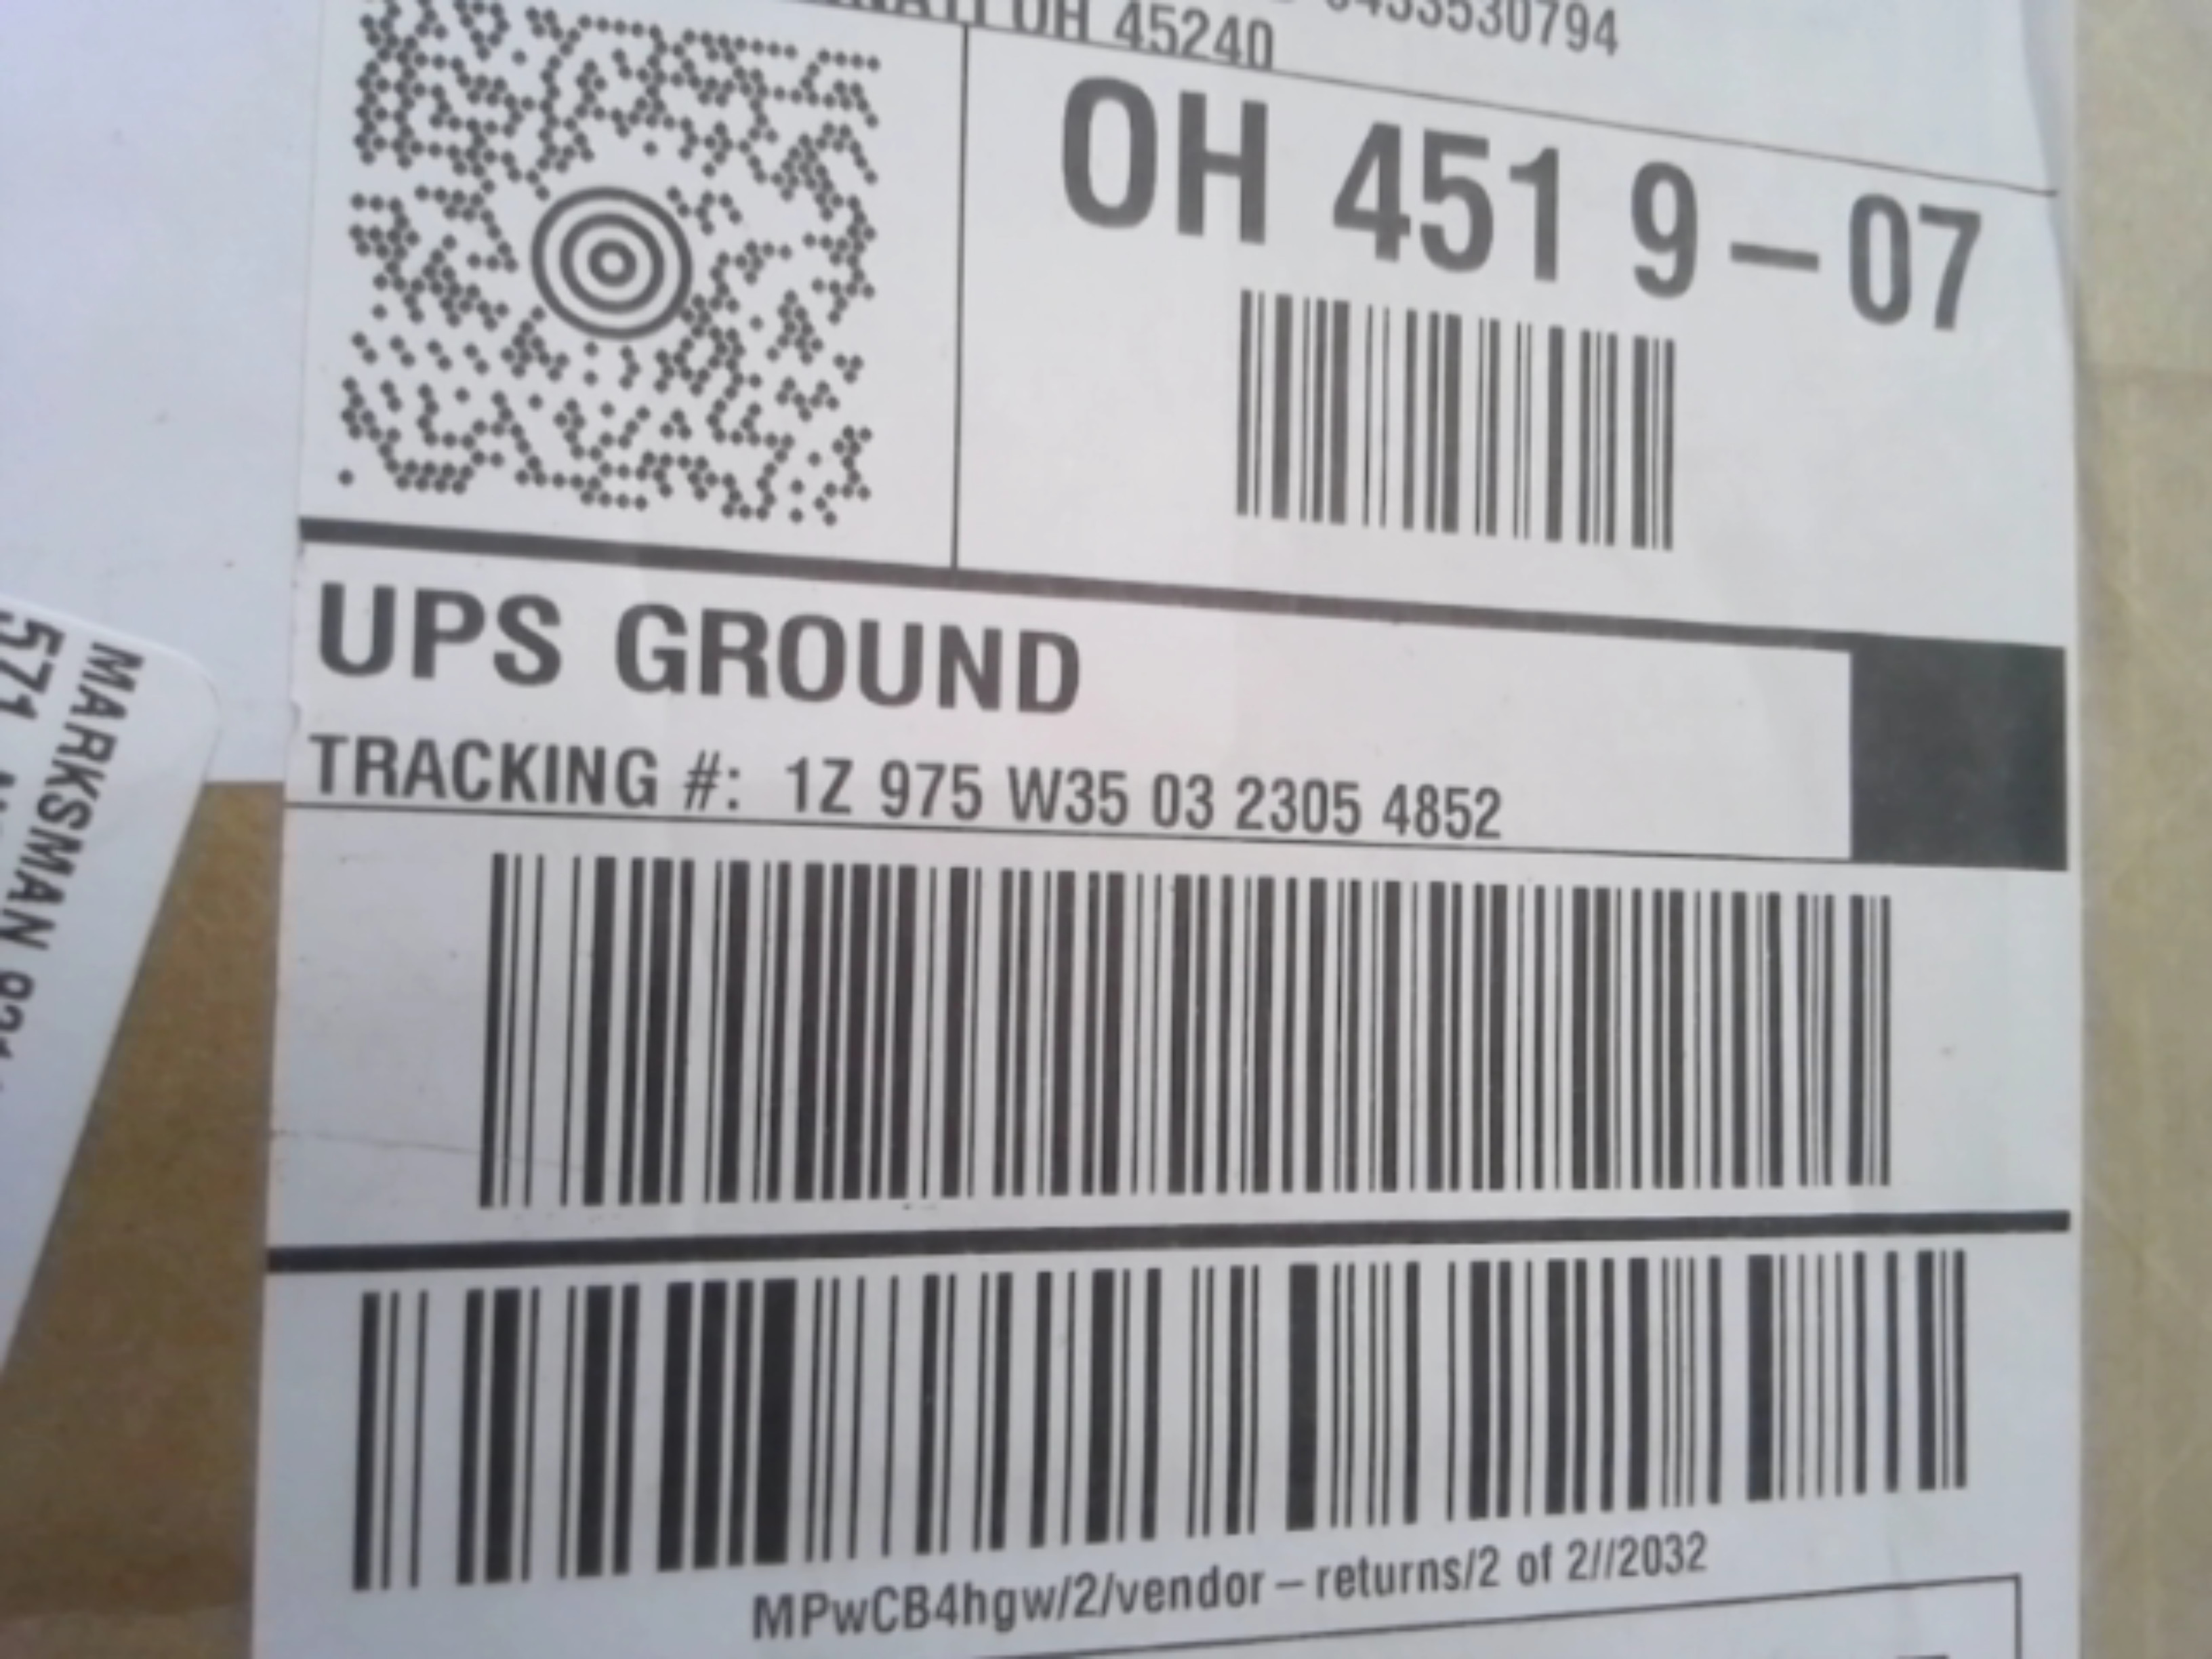 OH 45240
OH 451 9-07
UPS GROUND
TRACKING #: 1Z 975 W35 03 2305 4852
MPwCB4hgw/2/vendor-returns/2 of 2//2032
MARKSMAN
571